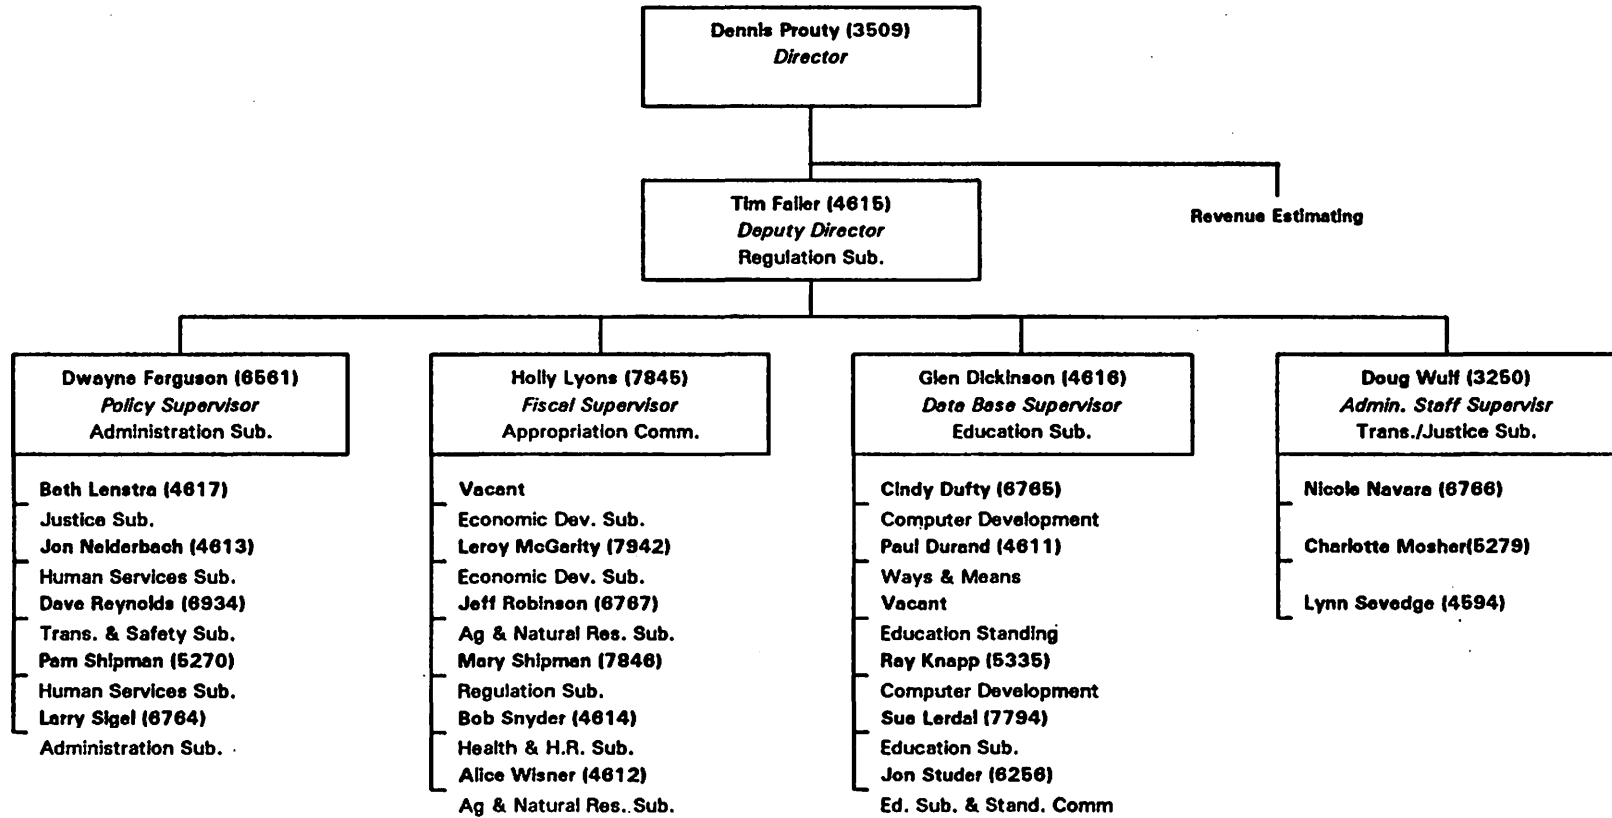 Dennis Prouty (3509)
Director
Tim Faller (4615)
Deputy Director
Regulation Sub.
Revenue Estimating
Dwayne Ferguson (6561)
Policy Supervisor
Administration Sub.
Beth Lenstra (4617)
Justice Sub.
Jon Neiderbach (4613)
Human Services Sub.
Dave Reynolds (6934)
Trans. & Safety Sub.
Pam Shipman (5270)
Human Services Sub.
Larry Sigel (6764)
Administration Sub.
Holly Lyons (7845)
Fiscal Supervisor
Appropriation Comm.
Vacant
Economic Dev. Sub.
Leroy McGarity (7942)
Economic Dev. Sub.
Jeff Robinson (6767)
Ag & Natural Res. Sub.
Mary Shipman (7846)
Regulation Sub.
Bob Snyder (4614)
Health & H.R. Sub.
Alice Wisner (4612)
Ag & Natural Res. Sub.
Glen Dickinson (4616)
Data Base Supervisor
Education Sub.
Cindy Dufty (6765)
Computer Development
Paul Durand (4611)
Ways & Means
Vacant
Education Standing
Ray Knapp (5335)
Computer Development
Sue Lerdal (7794)
Education Sub.
Jon Studer (6256)
Ed. Sub. & Stand. Comm
Doug Wulf (3250)
Admin. Staff Supervisr
Trans./Justice Sub.
Nicole Navara (6766)
Charlotte Mosher(5279)
Lynn Sevedge (4594)